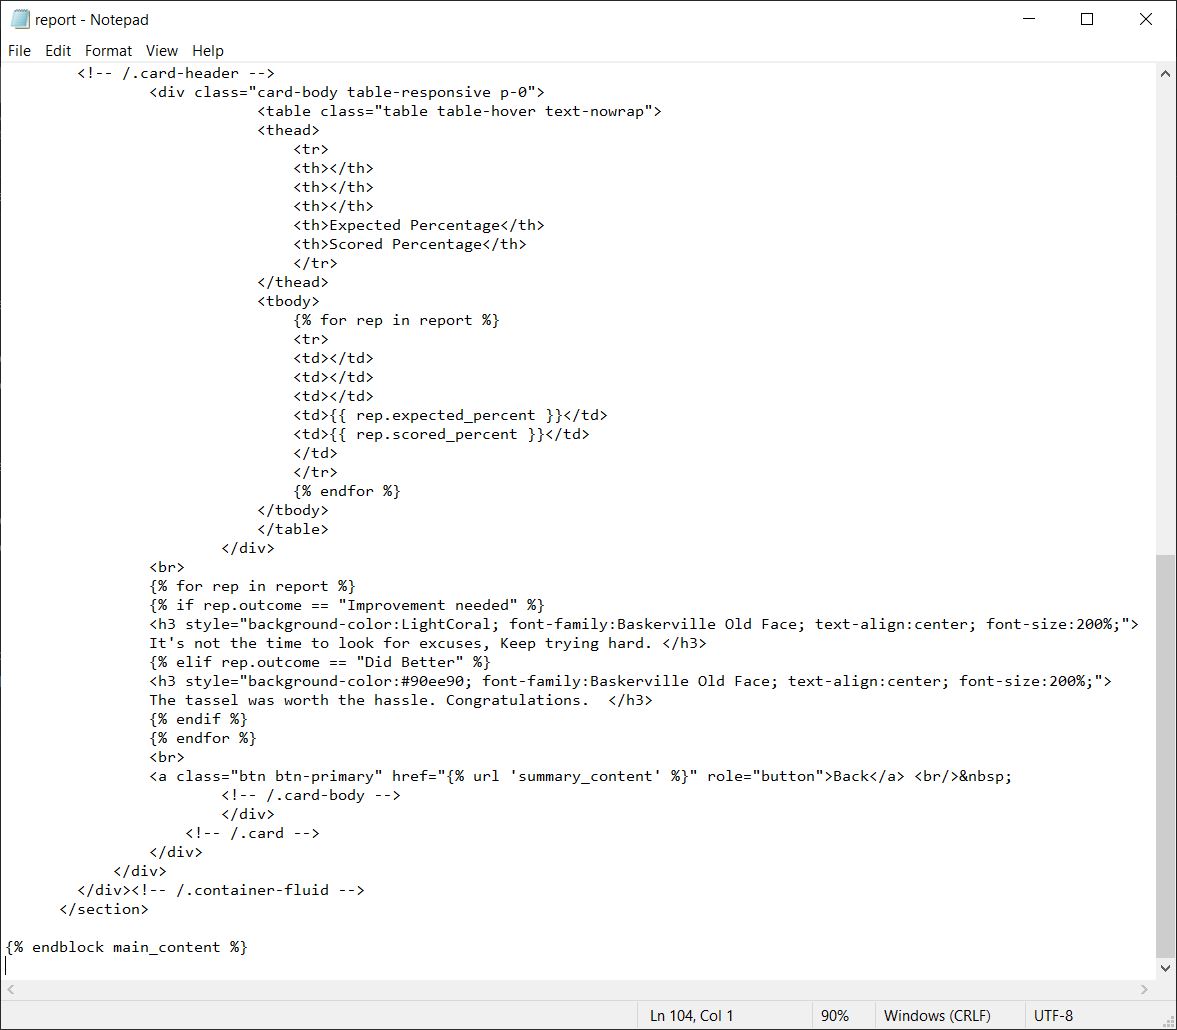 report - Notepad
File Edit Format View Help
<!-- /.card-header -->
<div class="card-body table-responsive p-0">
<table class="table table-hover text-nowrap">
<thead>
<tr>
<th></th>
<th></th>
<th></th>
<th>Expected Percentage</th>
<th>Scored Percentage</th>
</tr>
</thead>
<tbody>
{% for rep in report %}
<tr>
<td></td>
<td></td>
<td></td>
<td>{{ rep.expected_percent }}</td>
<td>{{ rep.scored_percent }}</td>
</td>
</tr>
{% endfor %}
</tbody>
</table>
</div>
<br>
{% for rep in report %}
{% if rep.outcome == "Improvement needed" %}
<h3 style="background-color:LightCoral; font-family:Baskerville Old Face; text-align:center; font-size:200%;">
It's not the time to look for excuses, Keep trying hard. </h3>
{% elif rep.outcome == "Did Better" %}
<h3 style="background-color:#90ee90; font-family:Baskerville Old Face; text-align:center; font-size:200%;">
The tassel was worth the hassle. Congratulations.  </h3>
{% endif %}
{% endfor %}
<br>
<a class="btn btn-primary" href="{% url 'summary_content' %}" role="button">Back</a> <br/>&nbsp;
<!-- /.card-body -->
</div>
<!-- /.card -->
</div>
</div>
</div><!-- /.container-fluid -->
</section>
{% endblock main_content %}
Ln 104, Col 1 90% Windows (CRLF) UTF-8